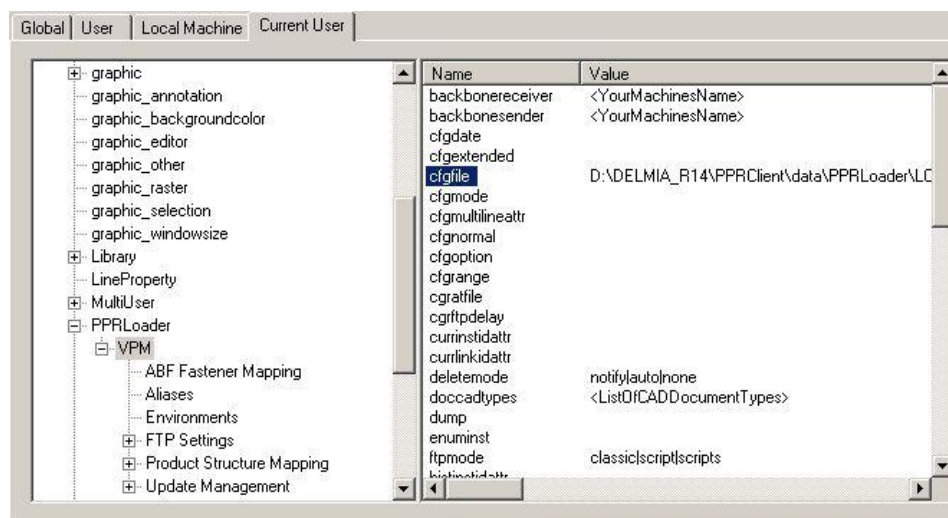 Global User Local Machine Current User
graphic
graphic_annotation
graphic_backgroundcolor
graphic_editor
graphic_other
graphic_raster
graphic_selection
graphic_windowsize
Library
LineProperty
MultiUser
PPRLoader
VPM
ABF Fastener Mapping
Aliases
Environments
FTP Settings
Product Structure Mapping
Update Management
Name Value
backbonereceiver <YourMachinesName>
backbonesender <YourMachinesName>
cfgdate
cfgextended
cfgfile D:\DELMIA_R14\PPRClient\data\PPRLoader\LC
cfgmode
cfgmultilineattr
cfgnormal
cfgoption
cfgrange
cgratfile
cgrftpdelay
currinstidattr
currlinkidattr
deletemode notify|auto|none
doccadtypes <ListOfCADDocumentTypes>
dump
enuminst
ftpmode classic|script|scripts